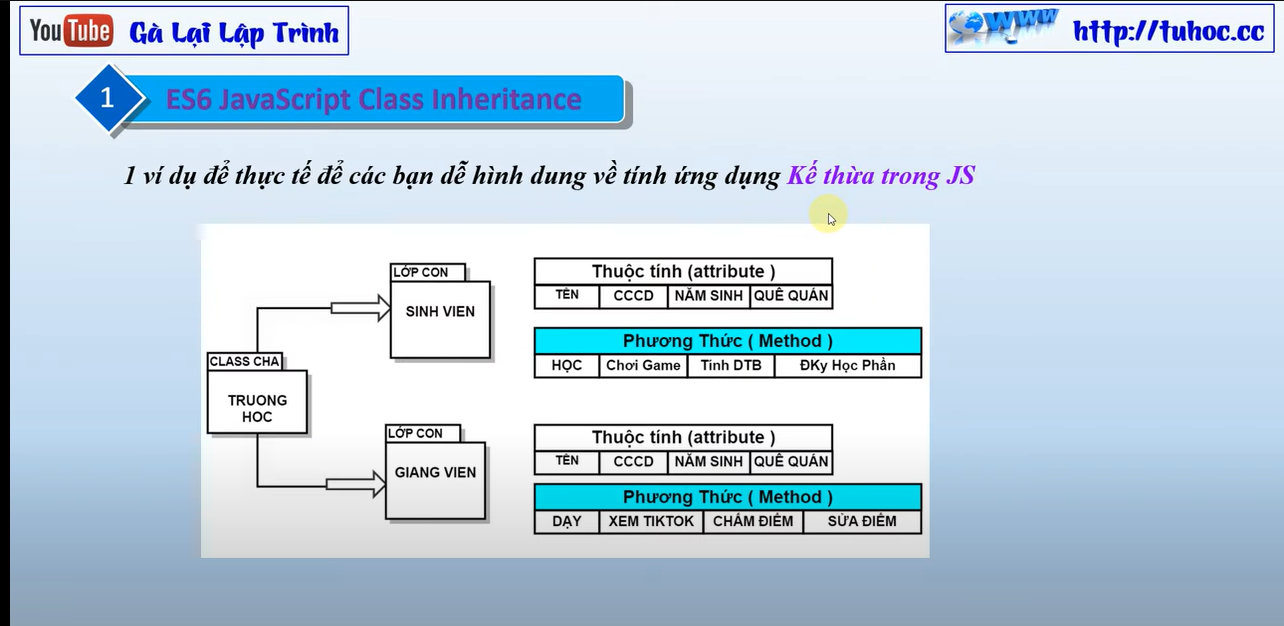 YouTube Gà Lại Lập Trình
WWW http://tuhoc.cc
1 ES6 JavaScript Class Inheritance
1 ví dụ để thực tế để các bạn dễ hình dung về tính ứng dụng Kế thừa trong JS
LỚP CON
SINH VIEN
Thuộc tính (attribute )
TÊN CCCD NĂM SINH QUÊ QUÁN
Phương Thức ( Method )
HỌC Chơi Game Tính DTB ĐKy Học Phần
CLASS CHA
TRUONG
HOC
LỚP CON
GIANG VIEN
Thuộc tính (attribute )
TÊN CCCD NĂM SINH QUÊ QUÁN
Phương Thức ( Method )
DẠY XEM TIKTOK CHẤM ĐIỂM SỬA ĐIỂM